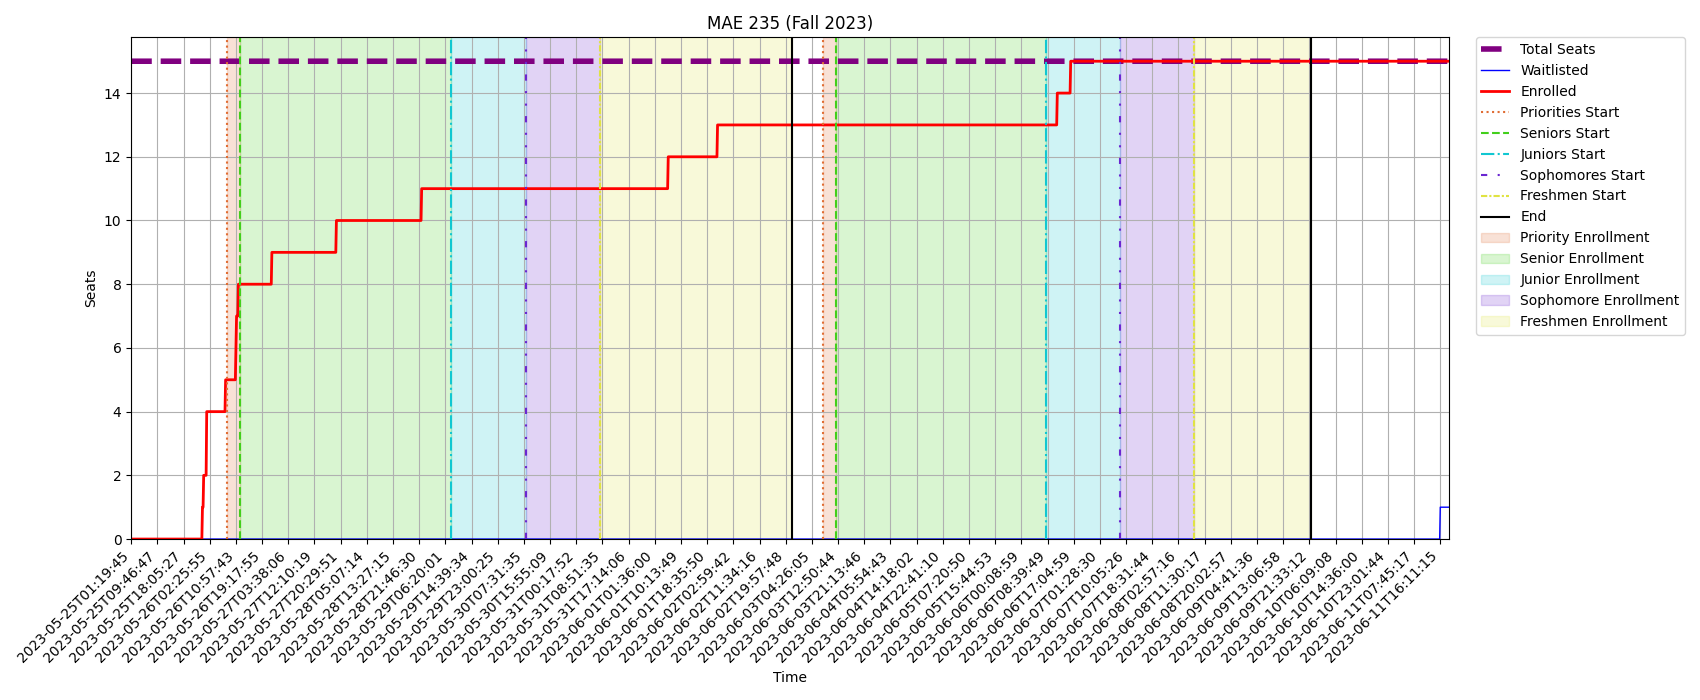 MAE 235 (Fall 2023)
Total Seats
Waitlisted
Enrolled
Priorities Start
Seniors Start
Juniors Start
Sophomores Start
Freshmen Start
End
Priority Enrollment
Senior Enrollment
Junior Enrollment
Sophomore Enrollment
Freshmen Enrollment
Seats
14
12
10
8
6
4
2
0
2023-05-25T01:19:45
2023-05-25T09:46:47
2023-05-25T18:05:27
2023-05-26T02:25:55
2023-05-26T10:57:43
2023-05-26T19:17:55
2023-05-27T03:38:06
2023-05-27T12:10:19
2023-05-27T20:29:51
2023-05-28T05:07:14
2023-05-28T13:27:15
2023-05-28T21:46:30
2023-05-29T06:20:01
2023-05-29T14:39:34
2023-05-29T23:00:25
2023-05-30T07:31:35
2023-05-30T15:55:09
2023-05-31T00:17:52
2023-05-31T08:51:35
2023-05-31T17:14:06
2023-06-01T01:36:00
2023-06-01T10:13:49
2023-06-01T18:35:50
2023-06-02T02:59:42
2023-06-02T11:34:16
2023-06-02T19:57:48
2023-06-03T04:26:05
2023-06-03T12:50:44
2023-06-03T21:13:46
2023-06-04T05:54:43
2023-06-04T14:18:02
2023-06-04T22:41:10
2023-06-05T07:20:50
2023-06-05T15:44:53
2023-06-06T00:08:59
2023-06-06T08:39:49
2023-06-06T17:04:59
2023-06-07T01:28:30
2023-06-07T10:05:26
2023-06-07T18:31:44
2023-06-08T02:57:16
2023-06-08T11:30:17
2023-06-08T20:02:57
2023-06-09T04:41:36
2023-06-09T13:06:58
2023-06-09T21:33:12
2023-06-10T06:09:08
2023-06-10T14:36:00
2023-06-10T23:01:44
2023-06-11T07:45:17
2023-06-11T16:11:15
Time